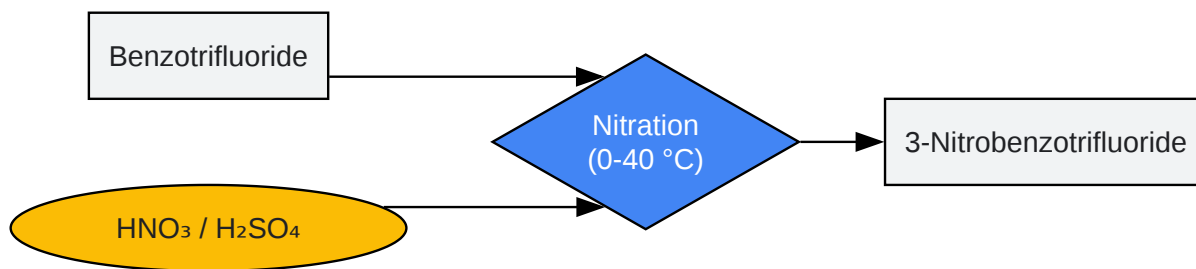 Benzotrifluoride
HNO₃ / H₂SO₄
Nitration
(0-40 °C)
3-Nitrobenzotrifluoride